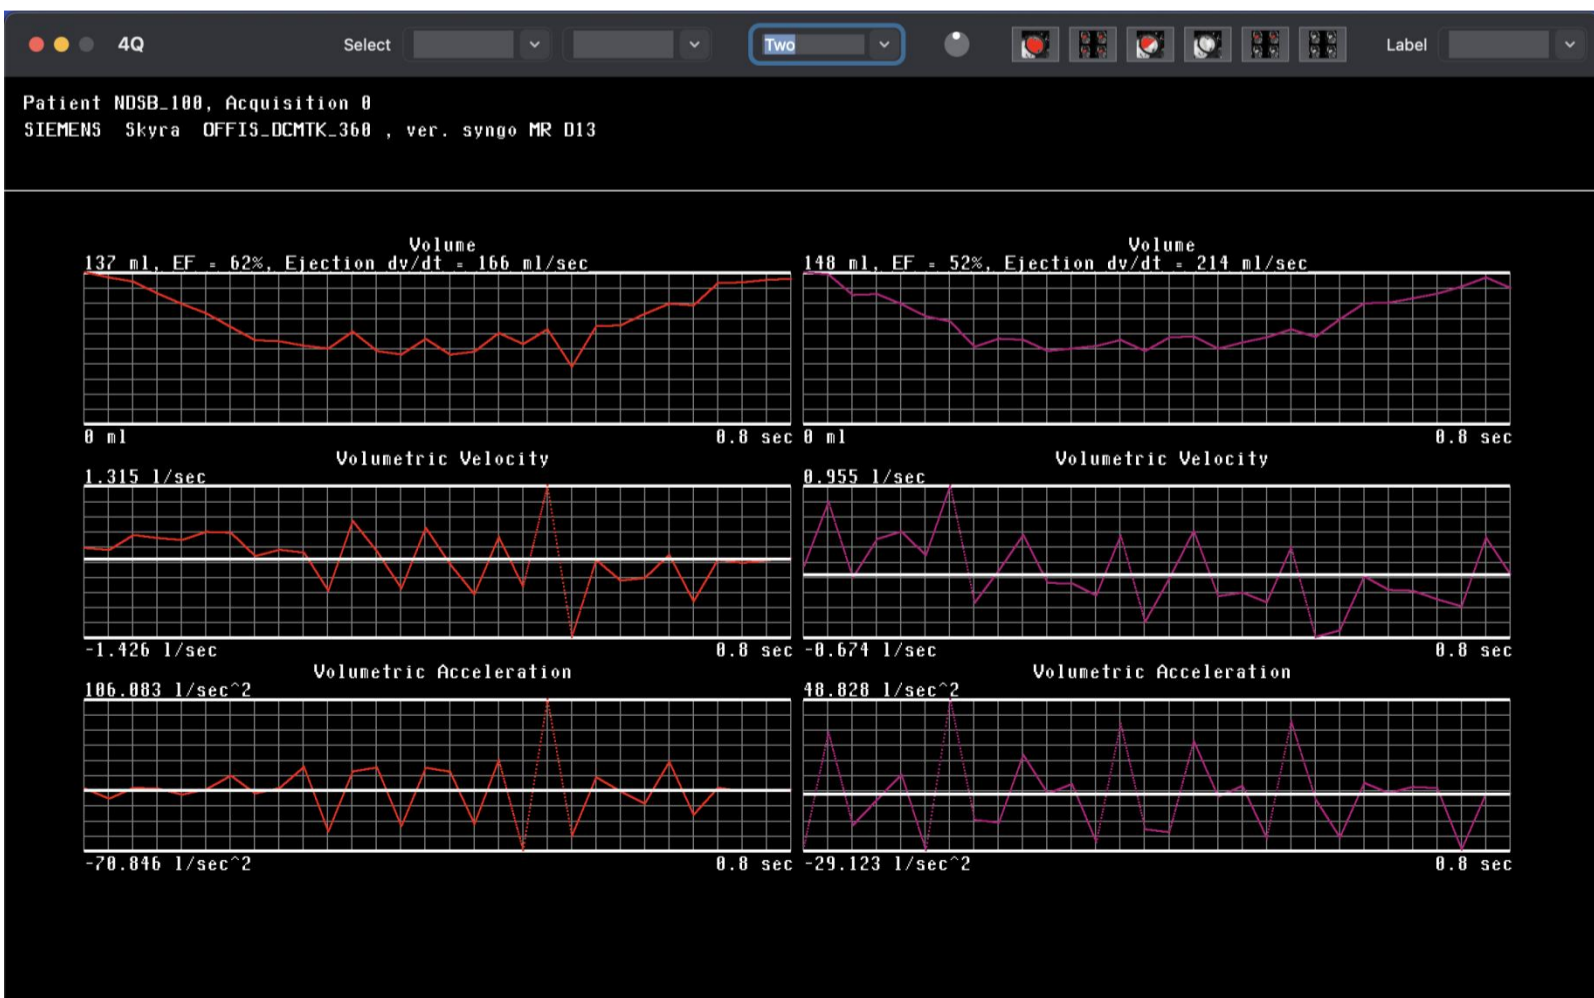 4Q
Select
Two
Label
Patient NDSB_100, Acquisition 0
SIEMENS Skyra OFFIS_DCMTK_360 , ver. syngo MR D13
Volume
137 ml, EF = 62%, Ejection dv/dt = 166 ml/sec
0 ml
0.8 sec
Volumetric Velocity
1.315 l/sec
-1.426 l/sec
0.8 sec
Volumetric Acceleration
106.083 l/sec^2
-70.846 l/sec^2
0.8 sec
Volume
148 ml, EF = 52%, Ejection dv/dt = 214 ml/sec
0 ml
0.8 sec
Volumetric Velocity
0.955 l/sec
-0.674 l/sec
0.8 sec
Volumetric Acceleration
48.828 l/sec^2
-29.123 l/sec^2
0.8 sec